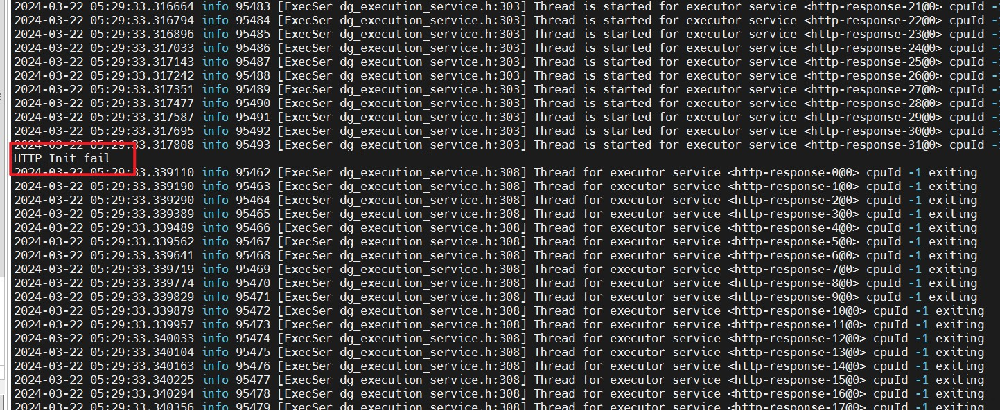 2024-03-22 05:29:33.316664 info 95483 [ExecSer dg_execution_service.h:303] Thread is started for executor service <http-response-21@0> cpuId -
2024-03-22 05:29:33.316794 info 95484 [ExecSer dg_execution_service.h:303] Thread is started for executor service <http-response-22@0> cpuId -
2024-03-22 05:29:33.316896 info 95485 [ExecSer dg_execution_service.h:303] Thread is started for executor service <http-response-23@0> cpuId -
2024-03-22 05:29:33.317033 info 95486 [ExecSer dg_execution_service.h:303] Thread is started for executor service <http-response-24@0> cpuId -
2024-03-22 05:29:33.317143 info 95487 [ExecSer dg_execution_service.h:303] Thread is started for executor service <http-response-25@0> cpuId -
2024-03-22 05:29:33.317242 info 95488 [ExecSer dg_execution_service.h:303] Thread is started for executor service <http-response-26@0> cpuId -
2024-03-22 05:29:33.317351 info 95489 [ExecSer dg_execution_service.h:303] Thread is started for executor service <http-response-27@0> cpuId -
2024-03-22 05:29:33.317477 info 95490 [ExecSer dg_execution_service.h:303] Thread is started for executor service <http-response-28@0> cpuId -
2024-03-22 05:29:33.317587 info 95491 [ExecSer dg_execution_service.h:303] Thread is started for executor service <http-response-29@0> cpuId -
2024-03-22 05:29:33.317695 info 95492 [ExecSer dg_execution_service.h:303] Thread is started for executor service <http-response-30@0> cpuId -
2024-03-22 05:29:33.317808 info 95493 [ExecSer dg_execution_service.h:303] Thread is started for executor service <http-response-31@0> cpuId -
HTTP_Init fail
2024-03-22 05:29:33.339110 info 95462 [ExecSer dg_execution_service.h:308] Thread for executor service <http-response-0@0> cpuId -1 exiting
2024-03-22 05:29:33.339190 info 95463 [ExecSer dg_execution_service.h:308] Thread for executor service <http-response-1@0> cpuId -1 exiting
2024-03-22 05:29:33.339290 info 95464 [ExecSer dg_execution_service.h:308] Thread for executor service <http-response-2@0> cpuId -1 exiting
2024-03-22 05:29:33.339389 info 95465 [ExecSer dg_execution_service.h:308] Thread for executor service <http-response-3@0> cpuId -1 exiting
2024-03-22 05:29:33.339489 info 95466 [ExecSer dg_execution_service.h:308] Thread for executor service <http-response-4@0> cpuId -1 exiting
2024-03-22 05:29:33.339562 info 95467 [ExecSer dg_execution_service.h:308] Thread for executor service <http-response-5@0> cpuId -1 exiting
2024-03-22 05:29:33.339641 info 95468 [ExecSer dg_execution_service.h:308] Thread for executor service <http-response-6@0> cpuId -1 exiting
2024-03-22 05:29:33.339719 info 95469 [ExecSer dg_execution_service.h:308] Thread for executor service <http-response-7@0> cpuId -1 exiting
2024-03-22 05:29:33.339774 info 95470 [ExecSer dg_execution_service.h:308] Thread for executor service <http-response-8@0> cpuId -1 exiting
2024-03-22 05:29:33.339829 info 95471 [ExecSer dg_execution_service.h:308] Thread for executor service <http-response-9@0> cpuId -1 exiting
2024-03-22 05:29:33.339879 info 95472 [ExecSer dg_execution_service.h:308] Thread for executor service <http-response-10@0> cpuId -1 exiting
2024-03-22 05:29:33.339957 info 95473 [ExecSer dg_execution_service.h:308] Thread for executor service <http-response-11@0> cpuId -1 exiting
2024-03-22 05:29:33.340033 info 95474 [ExecSer dg_execution_service.h:308] Thread for executor service <http-response-12@0> cpuId -1 exiting
2024-03-22 05:29:33.340104 info 95475 [ExecSer dg_execution_service.h:308] Thread for executor service <http-response-13@0> cpuId -1 exiting
2024-03-22 05:29:33.340163 info 95476 [ExecSer dg_execution_service.h:308] Thread for executor service <http-response-14@0> cpuId -1 exiting
2024-03-22 05:29:33.340225 info 95477 [ExecSer dg_execution_service.h:308] Thread for executor service <http-response-15@0> cpuId -1 exiting
2024-03-22 05:29:33.340294 info 95478 [ExecSer dg_execution_service.h:308] Thread for executor service <http-response-16@0> cpuId -1 exiting
2024-03-22 05:29:33.340356 info 95479 [ExecSer dg_execution_service.h:308] Thread for executor service <http-response-17@0> cpuId -1 exiting